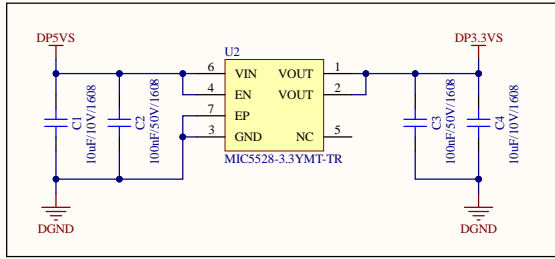 DP5VS
DP3.3VS
U2
6 VIN VOUT 1
4 EN VOUT 2
7 EP
3 GND NC 5
MIC5528-3.3YMT-TR
C1
10uF/10V/1608
C2
100nF/50V/1608
C3
100nF/50V/1608
C4
10uF/10V/1608
DGND
DGND